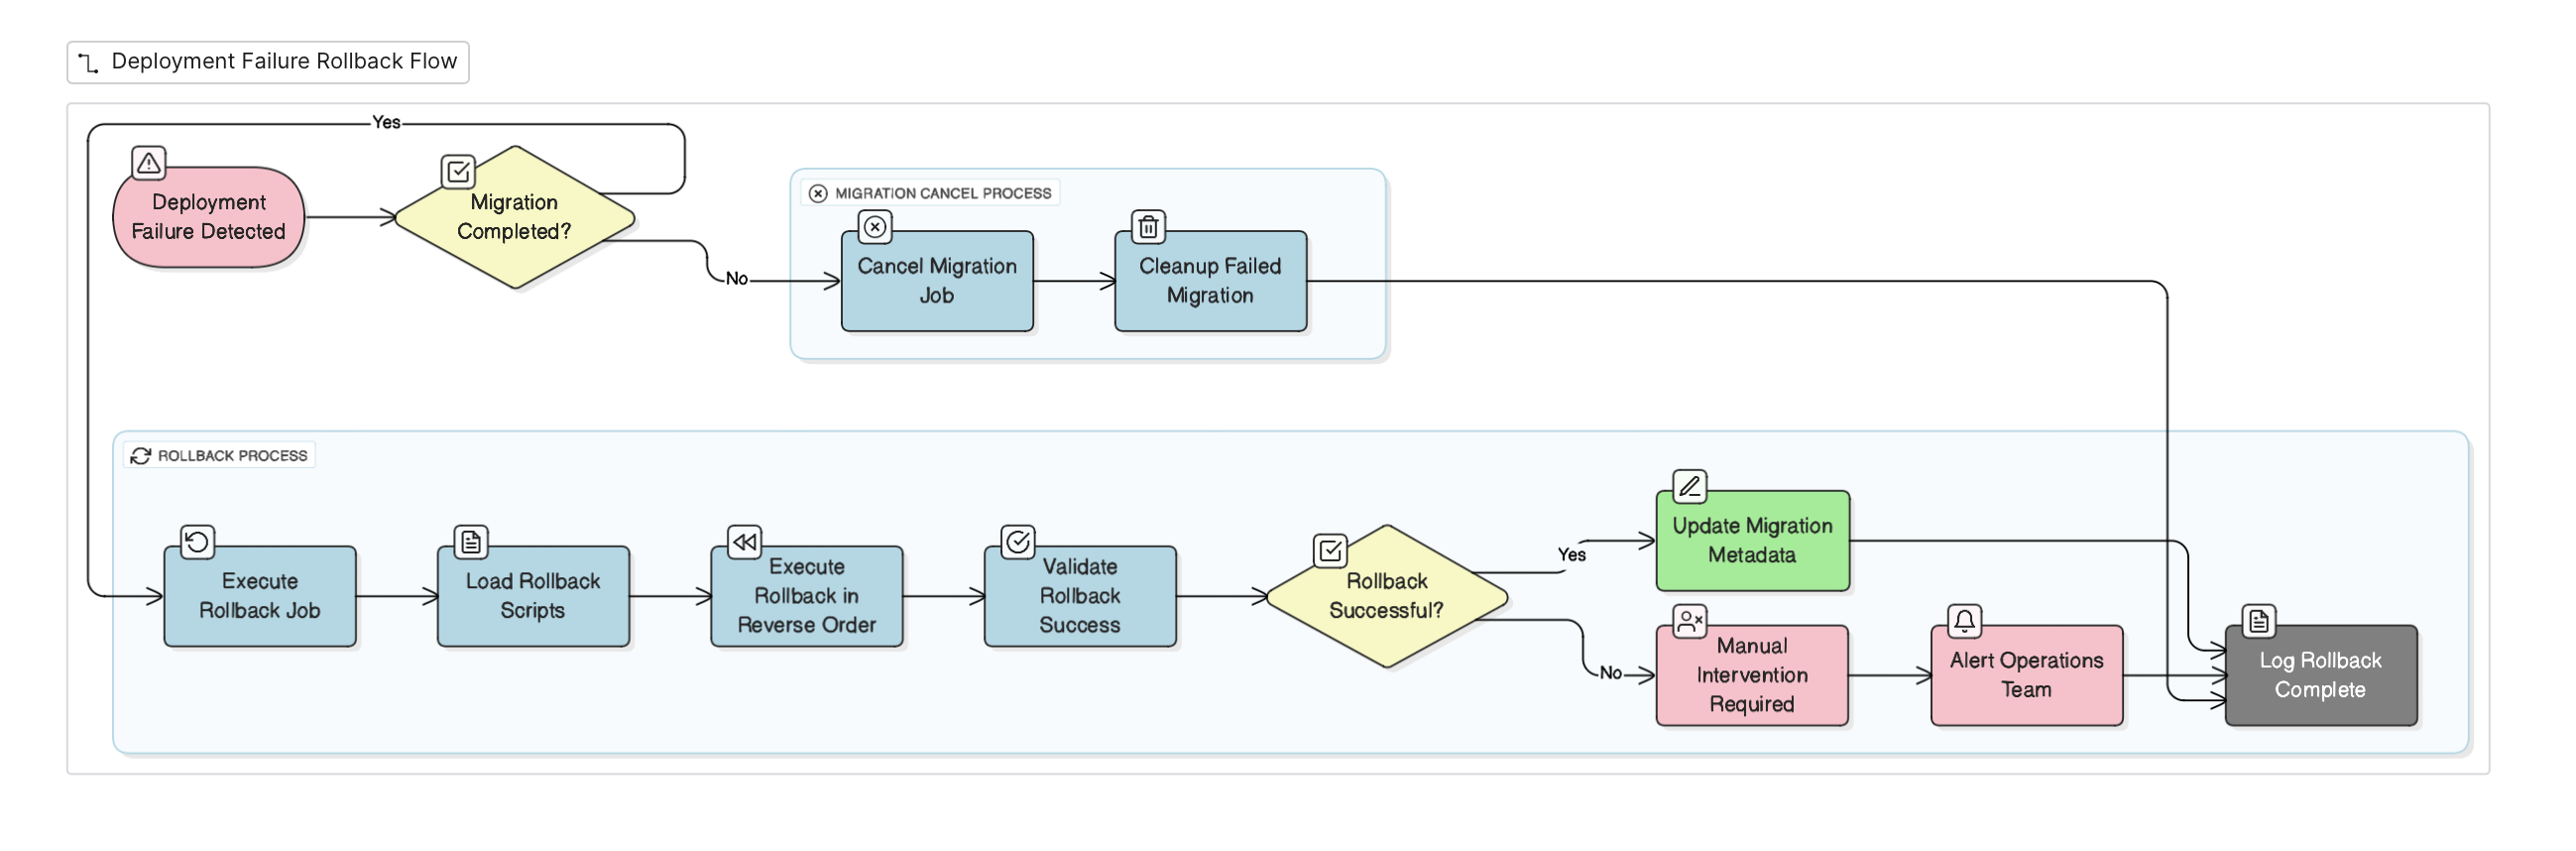 Deployment Failure Rollback Flow
Yes
Deployment
Failure Detected
Migration
Completed?
No
MIGRATION CANCEL PROCESS
Cancel Migration
Job
Cleanup Failed
Migration
ROLLBACK PROCESS
Execute
Rollback Job
Load Rollback
Scripts
Execute
Rollback in
Reverse Order
Validate
Rollback
Success
Rollback
Successful?
Yes
Update Migration
Metadata
No
Manual
Intervention
Required
Alert Operations
Team
Log Rollback
Complete